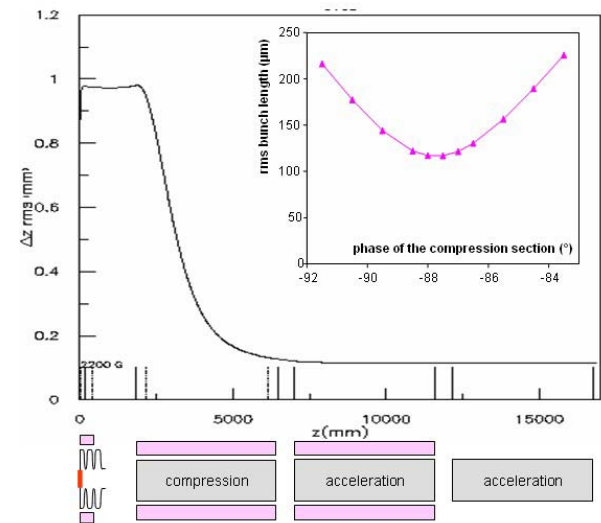 1.2
1
0.8
0.6
0.4
0.2
0
Δz rms (mm)
2200 G
0
5000
10000
15000
z(mm)
250
200
150
100
50
0
rms bunch length (µm)
phase of the compression section (°)
-92
-90
-88
-86
-84
compression
acceleration
acceleration